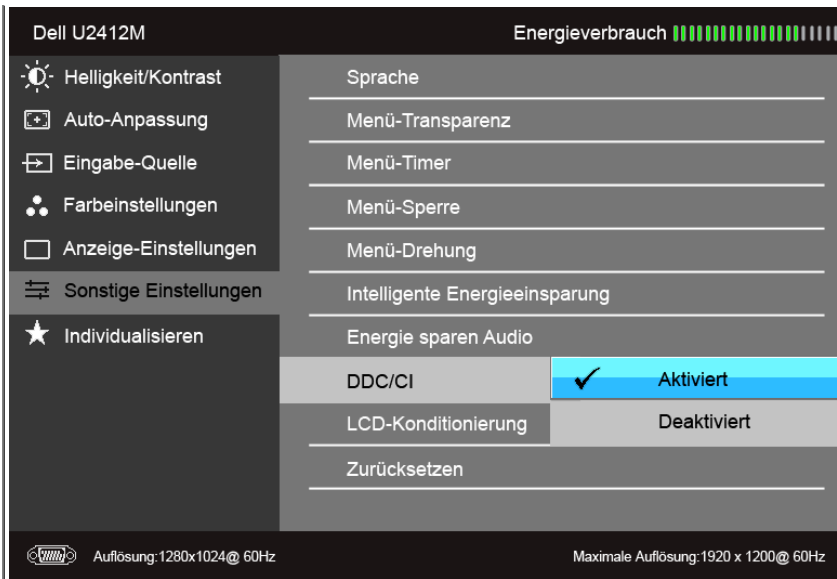 Dell U2412M
Energieverbrauch
Helligkeit/Kontrast
Auto-Anpassung
Eingabe-Quelle
Farbeinstellungen
Anzeige-Einstellungen
Sonstige Einstellungen
Individualisieren
Sprache
Menü-Transparenz
Menü-Timer
Menü-Sperre
Menü-Drehung
Intelligente Energieeinsparung
Energie sparen Audio
DDC/CI
Aktiviert
LCD-Konditionierung
Deaktiviert
Zurücksetzen
Auflösung:1280x1024@ 60Hz
Maximale Auflösung:1920 x 1200@ 60Hz